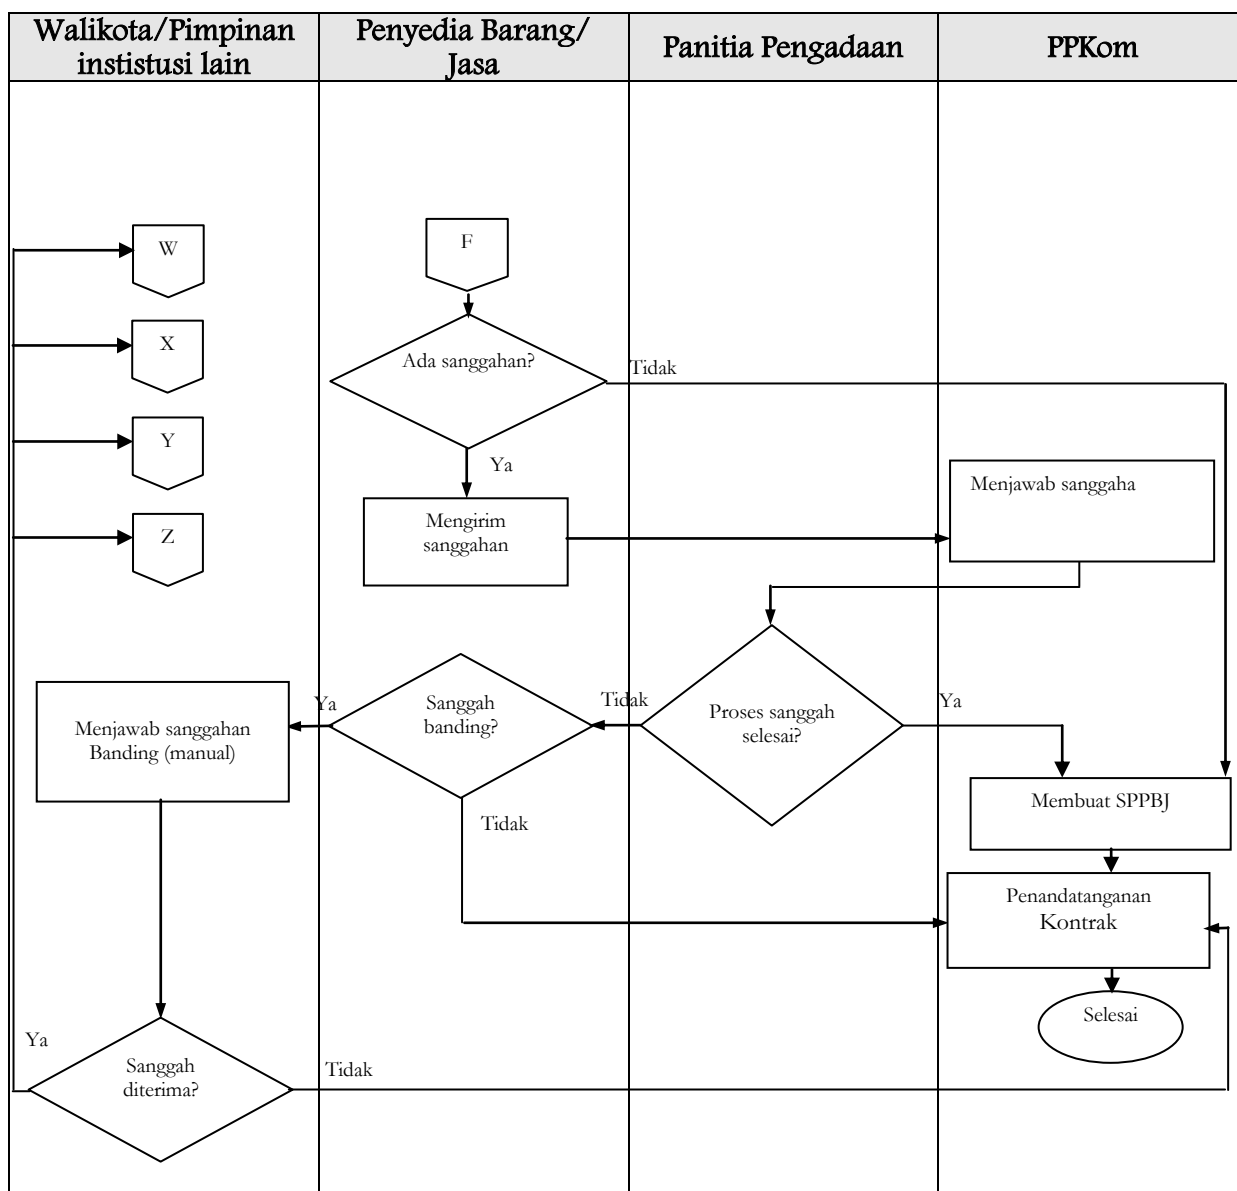 Walikota/Pimpinan
instistusi lain
Penyedia Barang/
Jasa
Panitia Pengadaan
PPKom
W
F
X
Ada sanggahan?
Tidak
Y
Ya
Menjawab sanggaha
Z
Mengirim
sanggahan
Menjawab sanggahan
Banding (manual)
Ya
Sanggah
banding?
Tidak
Proses sanggah
selesai?
Ya
Membuat SPPBJ
Tidak
Penandatanganan
Kontrak
Selesai
Ya
Sanggah
diterima?
Tidak